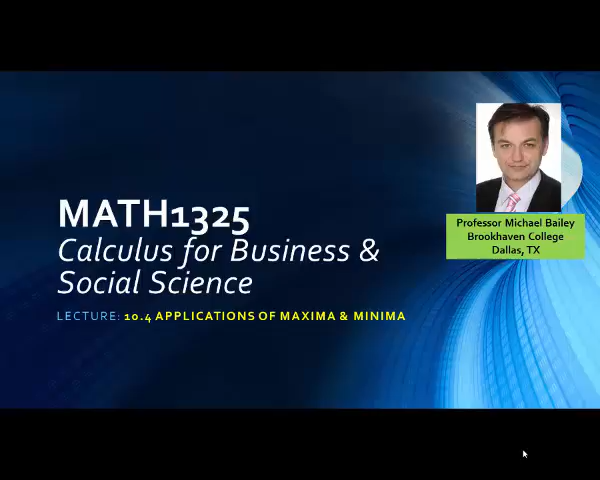 MATH1325
Calculus for Business &
Social Science
LECTURE: 10.4 APPLICATIONS OF MAXIMA & MINIMA
Professor Michael Bailey
Brookhaven College
Dallas, TX